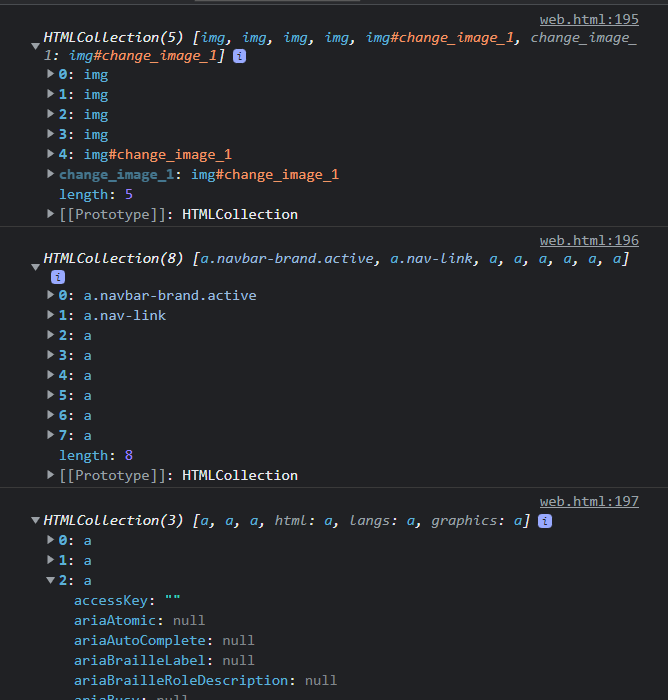 web.html:195
HTMLCollection(5) [img, img, img, img, img#change_image_1, change_image_
1: img#change_image_1] i
0: img
1: img
2: img
3: img
4: img#change_image_1
change_image_1: img#change_image_1
length: 5
[[Prototype]]: HTMLCollection
web.html:196
HTMLCollection(8) [a.navbar-brand.active, a.nav-link, a, a, a, a, a, a]
i
0: a.navbar-brand.active
1: a.nav-link
2: a
3: a
4: a
5: a
6: a
7: a
length: 8
[[Prototype]]: HTMLCollection
web.html:197
HTMLCollection(3) [a, a, a, html: a, langs: a, graphics: a] i
0: a
1: a
2: a
accessKey: ""
ariaAtomic: null
ariaAutoComplete: null
ariaBrailleLabel: null
ariaBrailleRoleDescription: null
ariaBusy: null